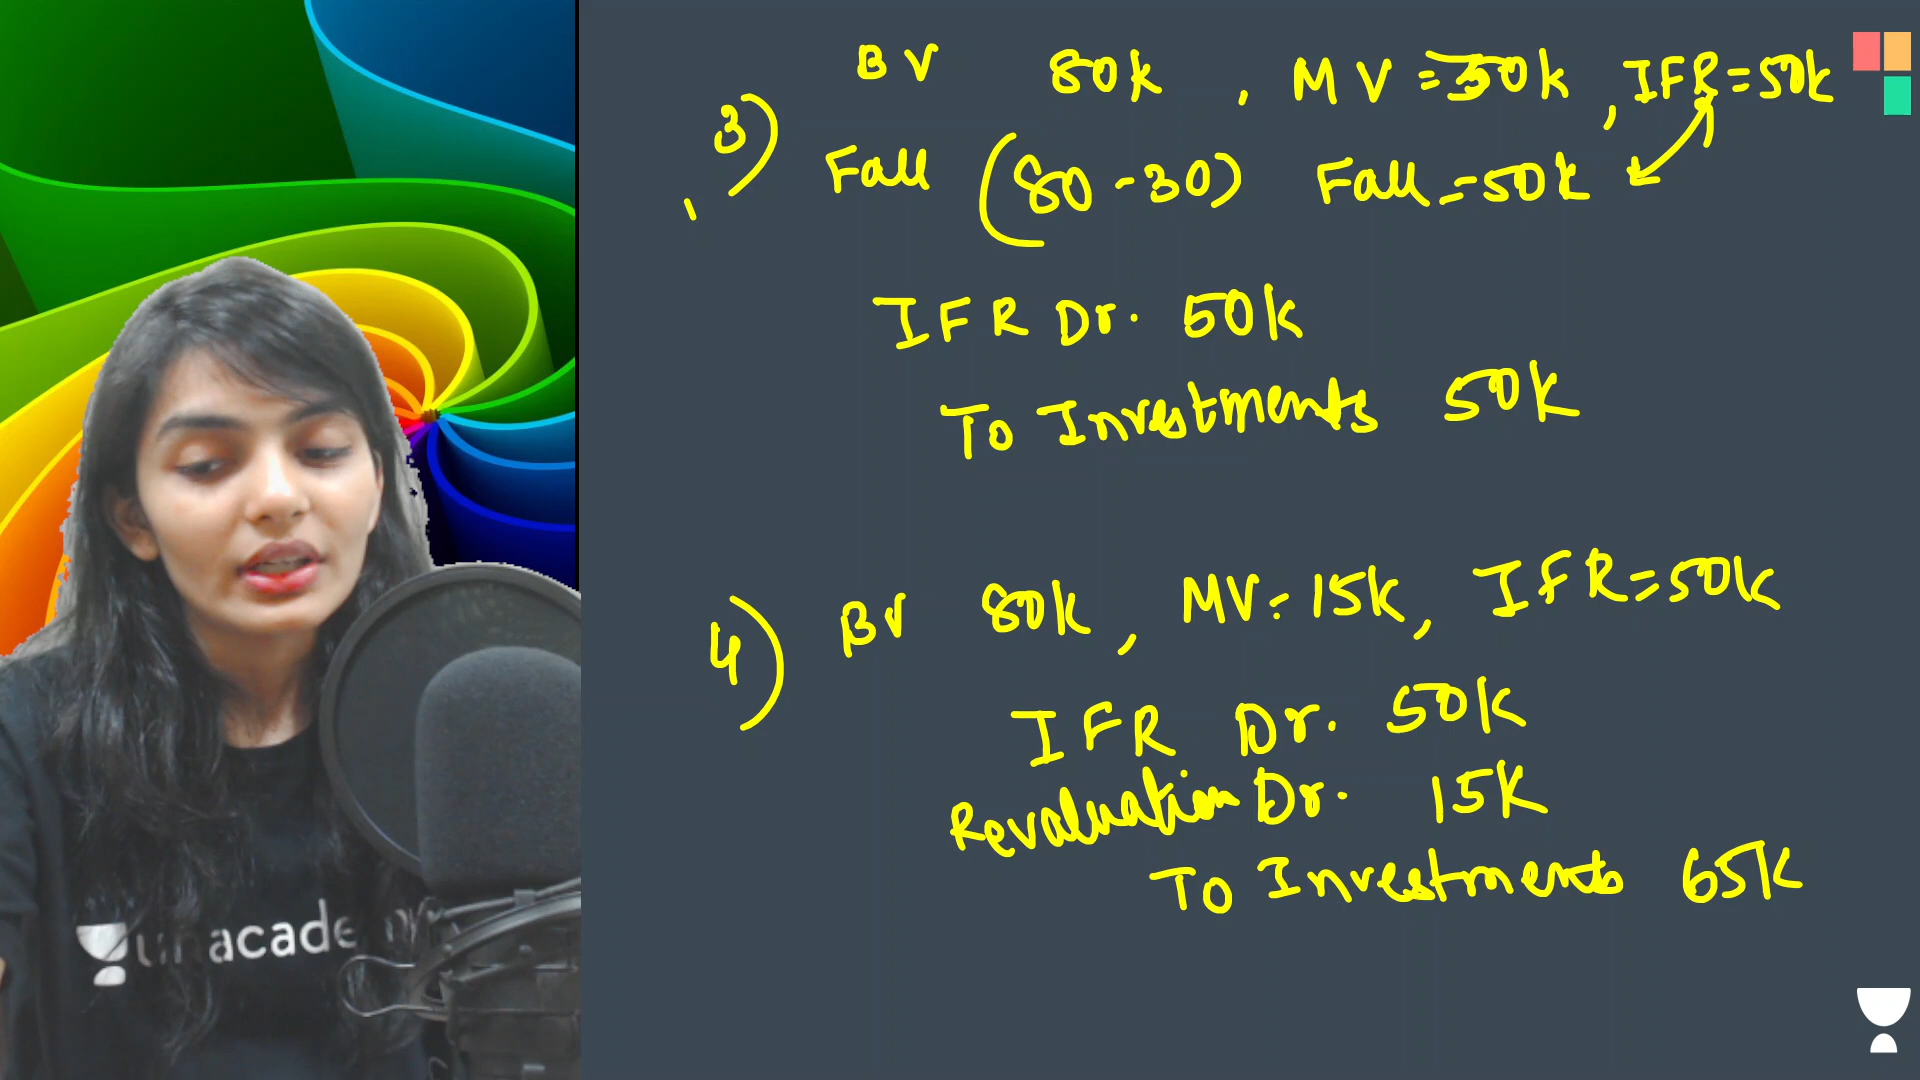 BV 80k, MV = 30k, IFR = 50k
3)
Fall (80-30) Fall = 50k
IFR Dr. 50k
To Investments 50k
4) BV 80k, MV = 15k, IFR = 50k
IFR Dr. 50k
Revaluation Dr. 15k
To Investments 65k
unacademy